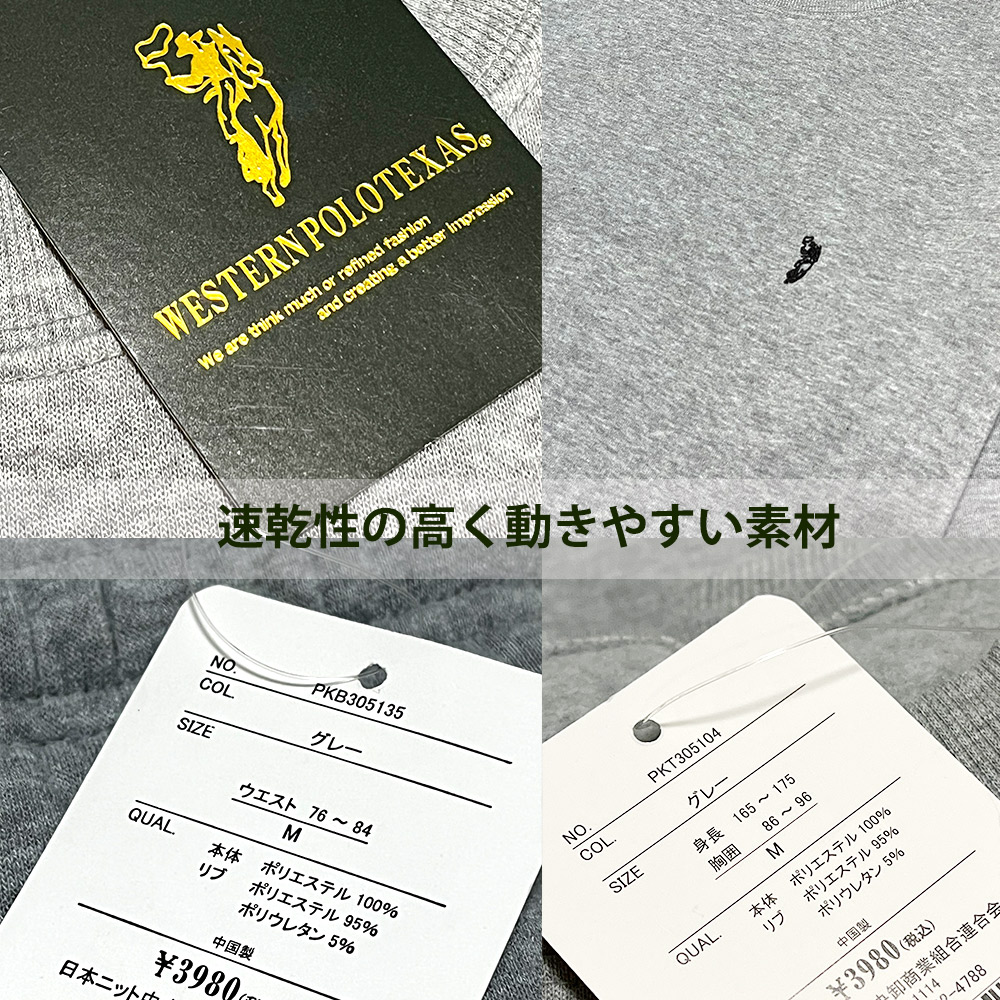 WESTERNPOLOTEXAS®
We are think much or refined fashion
and creating a better impression
速乾性の高く動きやすい素材
NO. PKB305135
COL. グレー
SIZE
ウエスト 76 ～ 84
M
QUAL.
本体 ポリエステル 100%
リブ ポリエステル 95%
ポリウレタン 5%
中国製
¥3980
日本ニット
NO. PKT305104
COL. グレー
SIZE 身長 165 ～ 175
胸囲 86 ～ 96
M
QUAL. 本体 ポリエステル 100%
リブ ポリエステル 95%
ポリウレタン 5%
中国製
¥3980(税込)
卸商業組合連合会
114
-4788